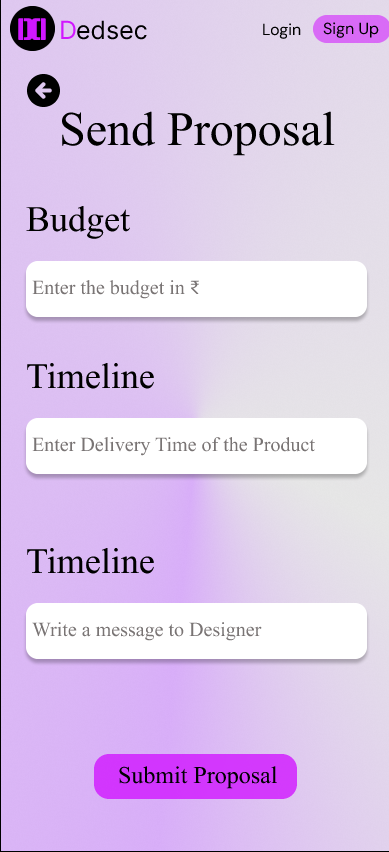 Dedsec
Login
Sign Up
Send Proposal
Budget
Enter the budget in ₹
Timeline
Enter Delivery Time of the Product
Timeline
Write a message to Designer
Submit Proposal